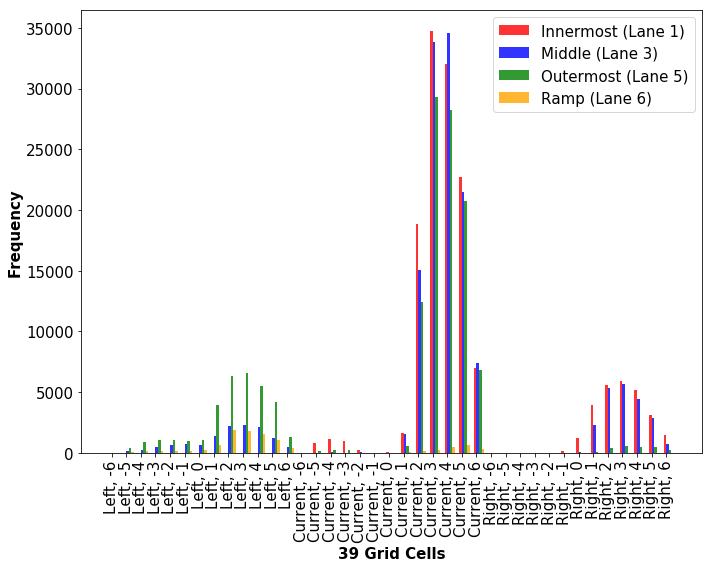 Innermost (Lane 1)
Middle (Lane 3)
Outermost (Lane 5)
Ramp (Lane 6)
Frequency
35000
30000
25000
20000
15000
10000
5000
0
Left, -6
Left, -5
Left, -4
Left, -3
Left, -2
Left, -1
Left, 0
Left, 1
Left, 2
Left, 3
Left, 4
Left, 5
Left, 6
Current, -6
Current, -5
Current, -4
Current, -3
Current, -2
Current, -1
Current, 0
Current, 1
Current, 2
Current, 3
Current, 4
Current, 5
Current, 6
Right, -6
Right, -5
Right, -4
Right, -3
Right, -2
Right, -1
Right, 0
Right, 1
Right, 2
Right, 3
Right, 4
Right, 5
Right, 6
39 Grid Cells